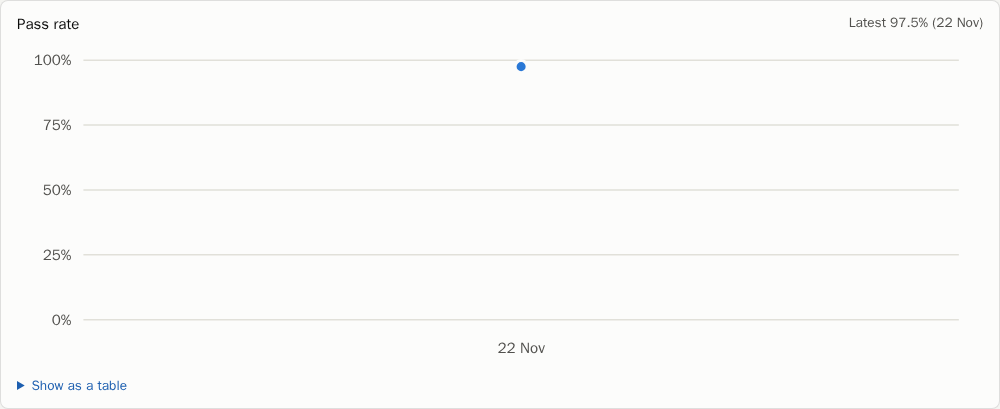 Pass rate
Latest 97.5% (22 Nov)
100%
75%
50%
25%
0%
22 Nov
Show as a table